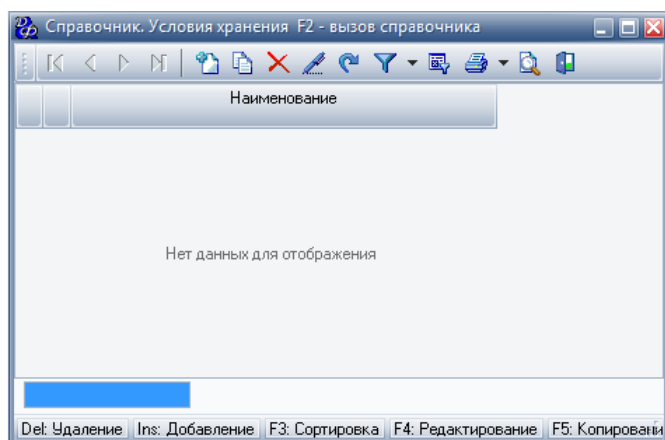 Справочник. Условия хранения F2 - вызов справочника
Наименование
Нет данных для отображения
Del: Удаление Ins: Добавление F3: Сортировка F4: Редактирование F5: Копировани